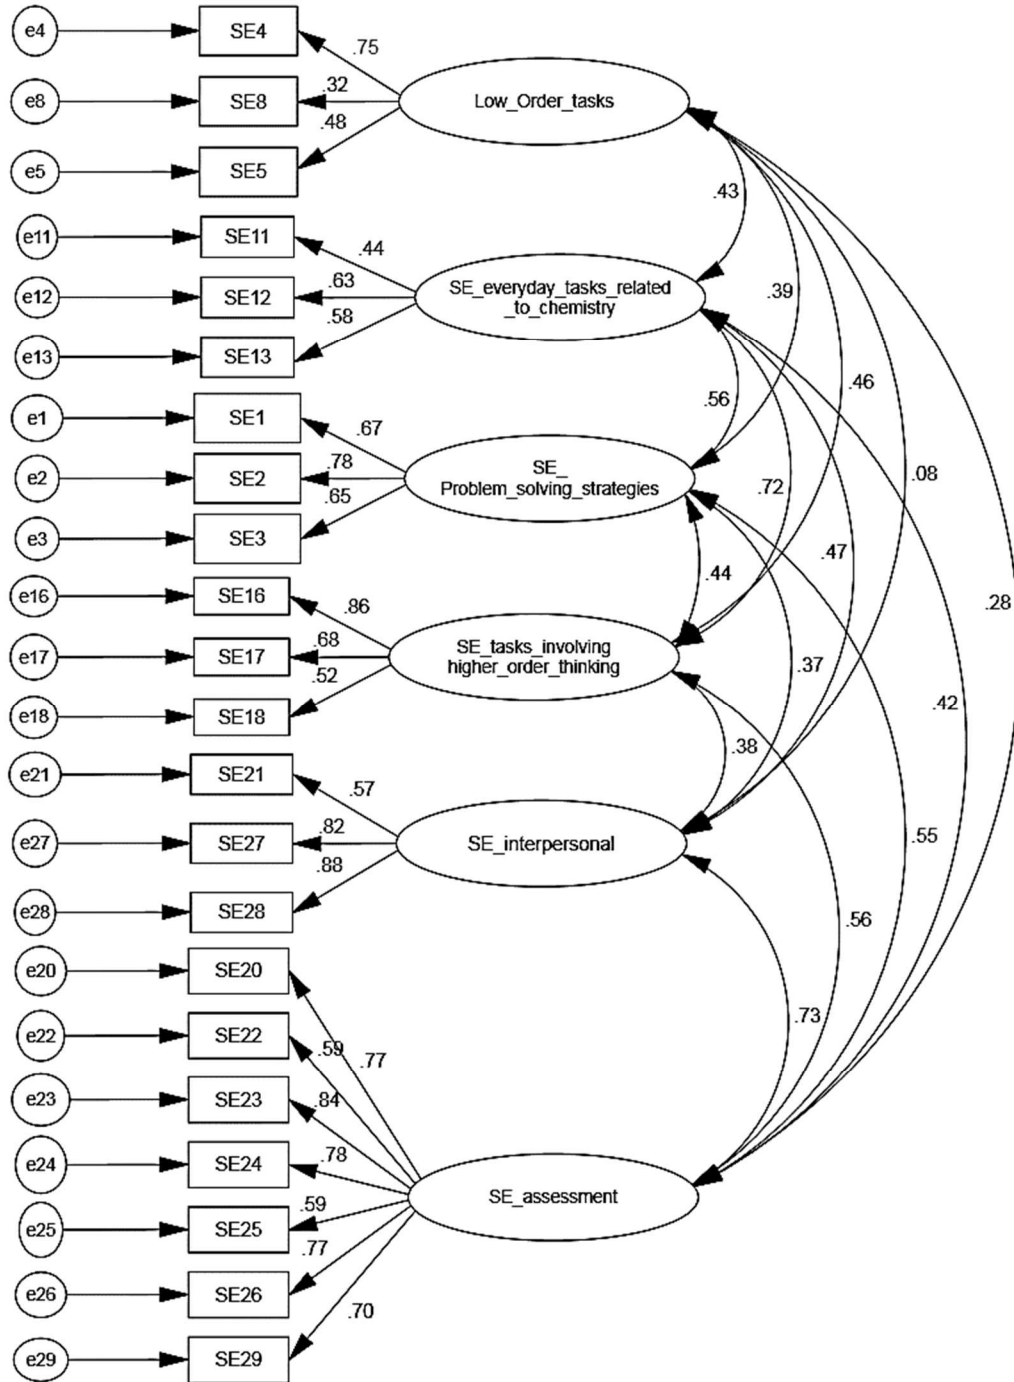 e4 SE4 .75
Low_Order_tasks
e8 SE8 .32
.48
e5 SE5
.43
e11 SE11 .44
SE_everyday_tasks_related
_to_chemistry
e12 SE12 .63
.58
.39
e13 SE13
.46
.56
e1 SE1 .67
SE_
Problem_solving_strategies
e2 SE2 .78
.65
.72
.08
e3 SE3
.47
.44
e16 SE16 .86
.28
SE_tasks_involving
higher_order_thinking
e17 SE17 .68
.52
.37
e18 SE18
.42
.38
e21 SE21 .57
e27 SE27 .82
SE_interpersonal
.88
.55
e28 SE28
.56
e20 SE20
.73
e22 SE22 .59 .77
e23 SE23 .84
e24 SE24 .78
SE_assessment
e25 SE25 .59
.77
e26 SE26
.70
e29 SE29